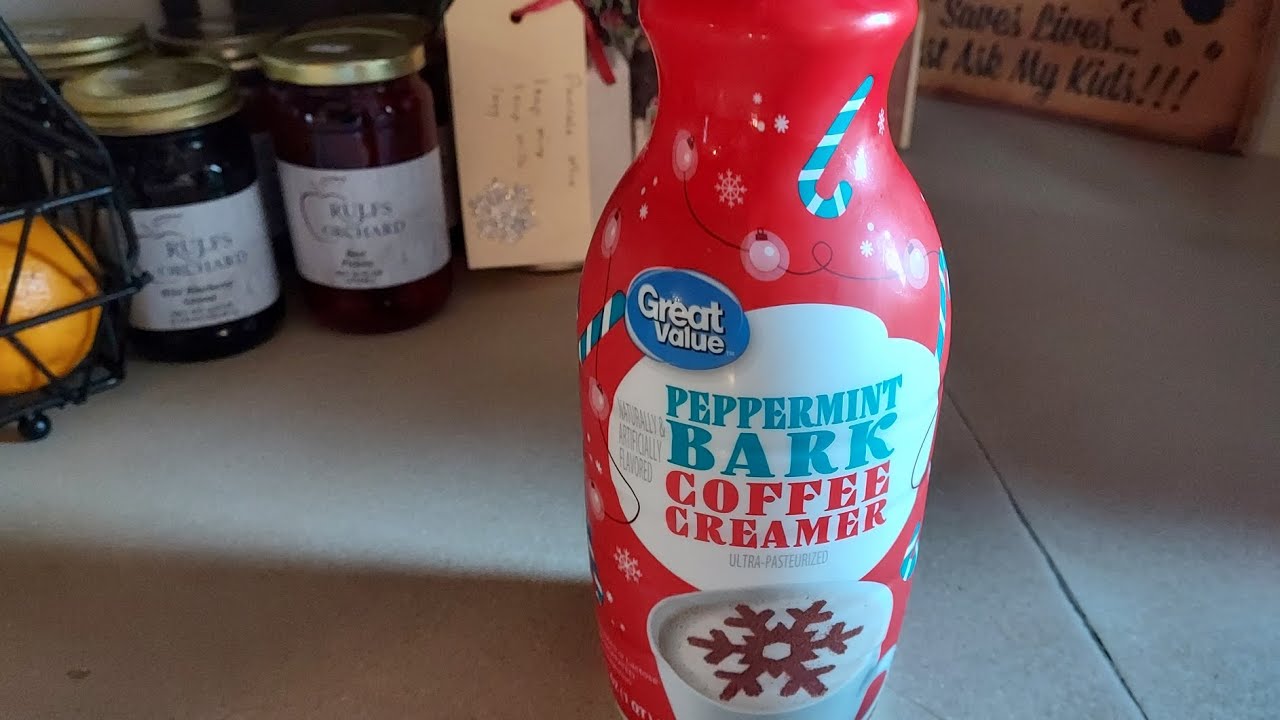 Saves Lives...
st Ask My Kids!!!
RULFS
ORCHARD
RULFS
ORCHARD
Great
Value
NATURALLY &
ARTIFICIALLY
FLAVORED
PEPPERMINT
BARK
COFFEE
CREAMER
ULTRA-PASTEURIZED